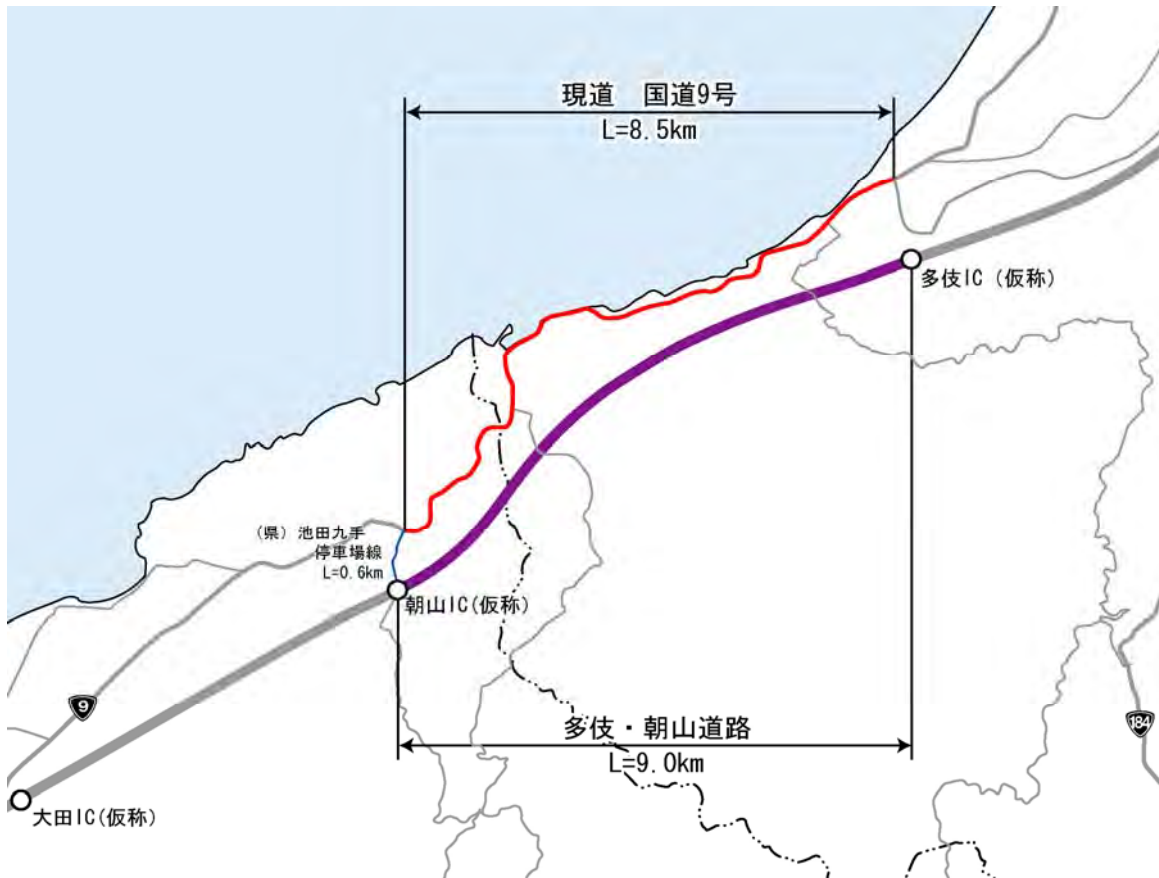 現道　国道9号
L=8.5km
多伎IC（仮称）
（県）池田九手
停車場線
L=0.6km
朝山IC(仮称)
9
184
多伎・朝山道路
L=9.0km
大田IC(仮称)